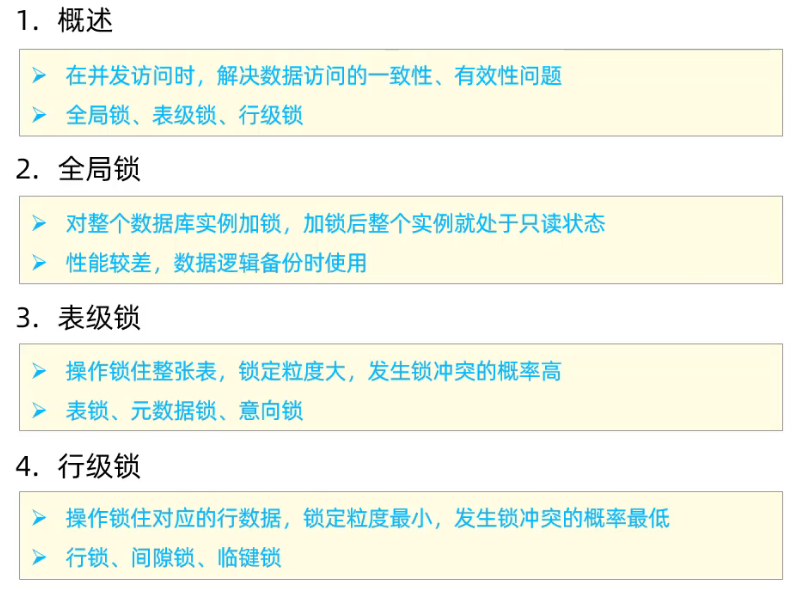 1. 概述
➢ 在并发访问时，解决数据访问的一致性、有效性问题
➢ 全局锁、表级锁、行级锁
2. 全局锁
➢ 对整个数据库实例加锁，加锁后整个实例就处于只读状态
➢ 性能较差，数据逻辑备份时使用
3. 表级锁
➢ 操作锁住整张表，锁定粒度大，发生锁冲突的概率高
➢ 表锁、元数据锁、意向锁
4. 行级锁
➢ 操作锁住对应的行数据，锁定粒度最小，发生锁冲突的概率最低
➢ 行锁、间隙锁、临键锁